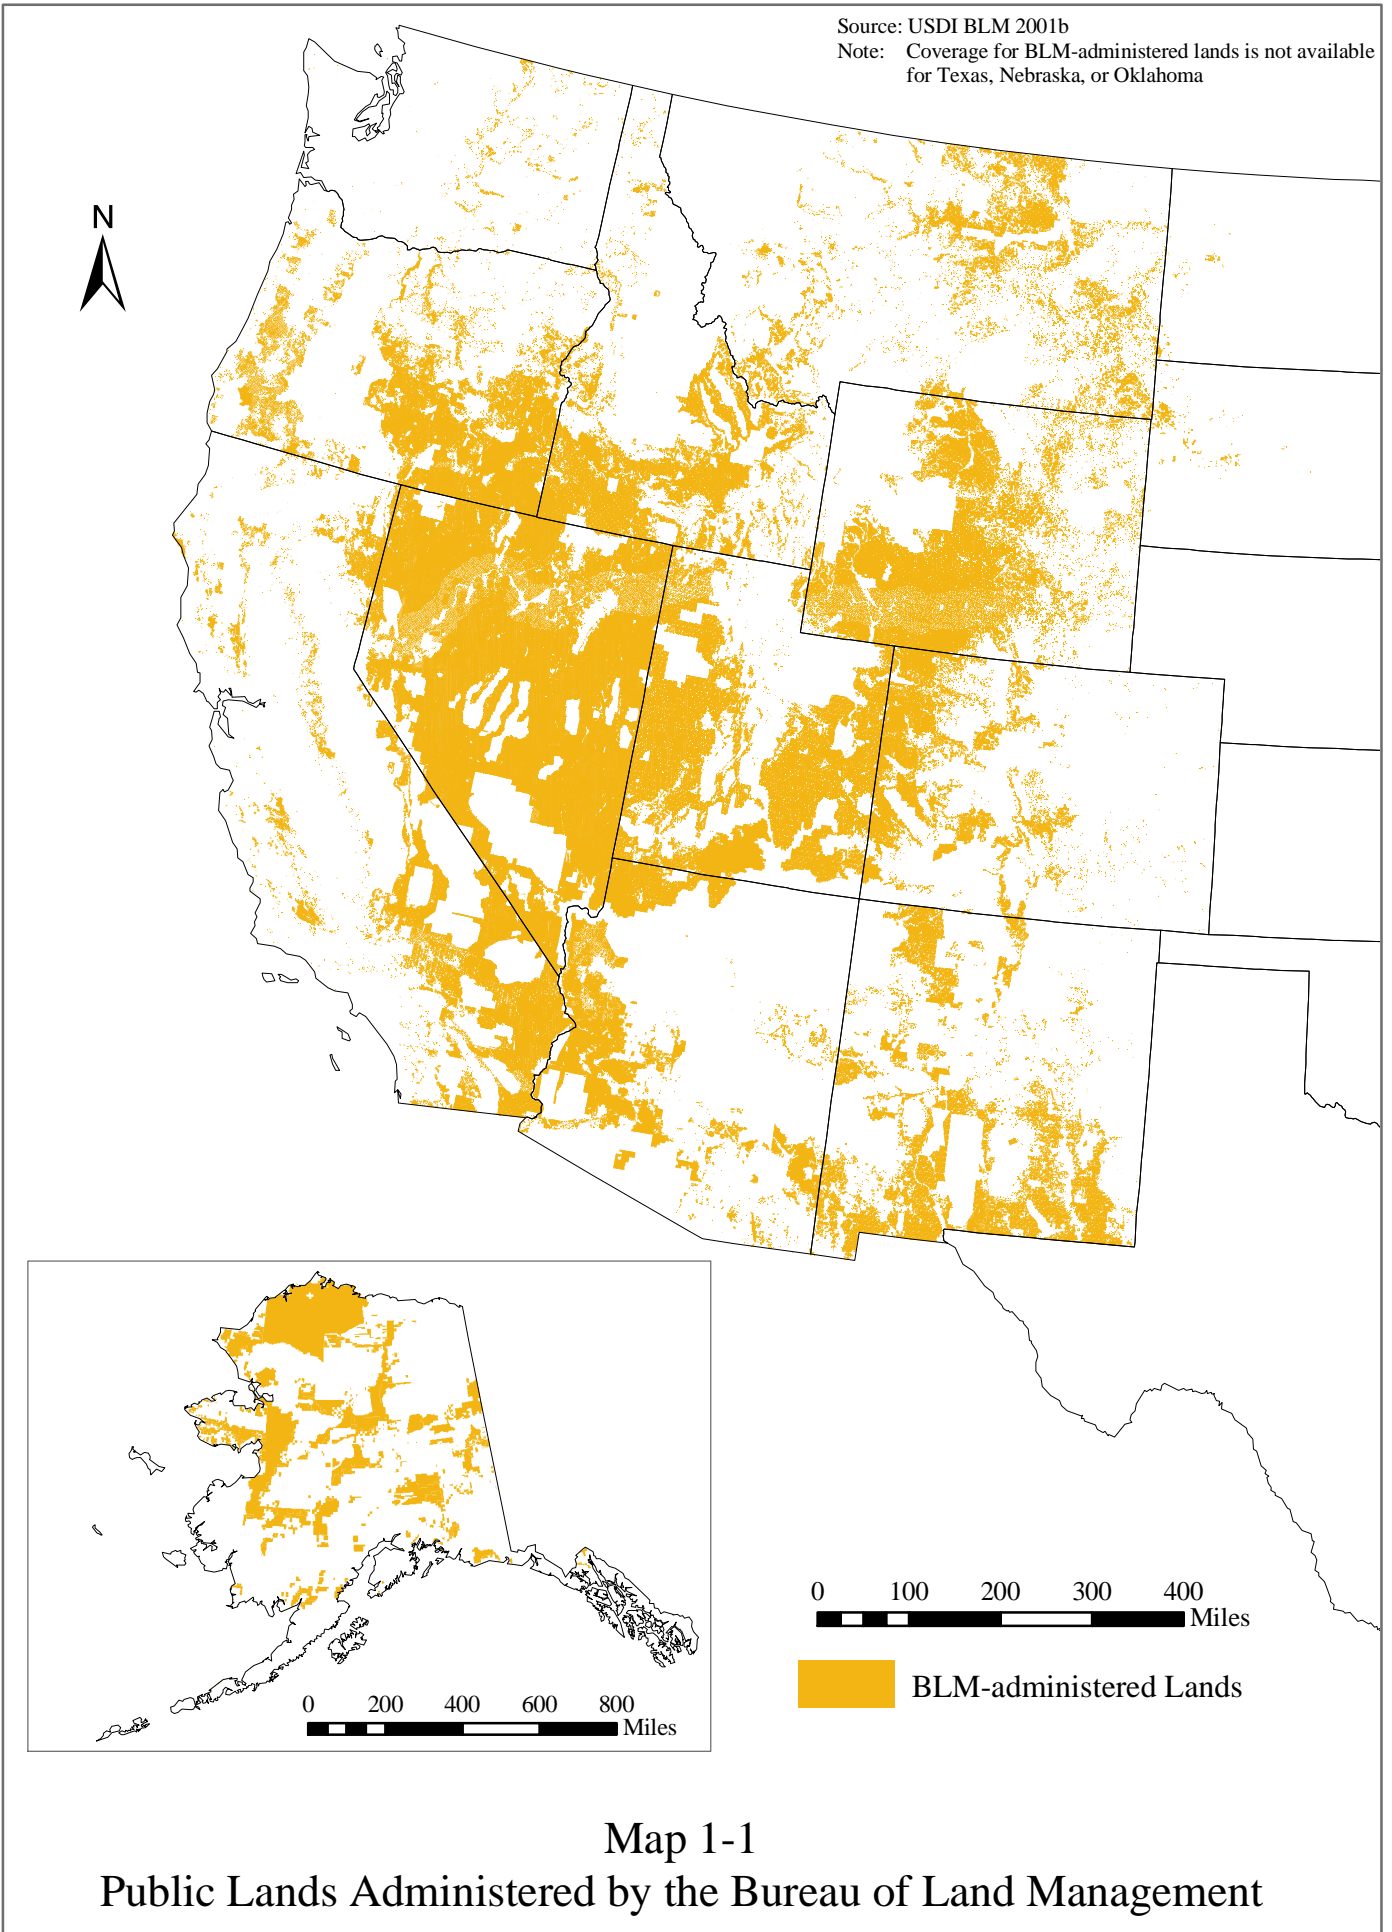 Source: USDI BLM 2001b
Note: Coverage for BLM-administered lands is not available
for Texas, Nebraska, or Oklahoma
N
0 100 200 300 400
Miles
BLM-administered Lands
0 200 400 600 800
Miles
Map 1-1
Public Lands Administered by the Bureau of Land Management